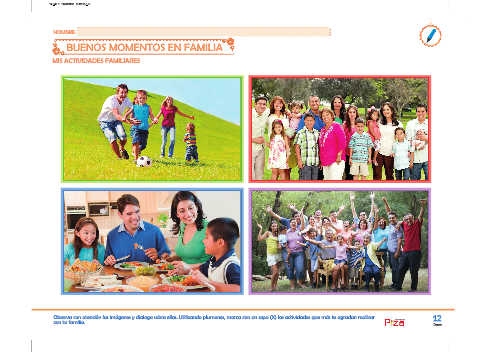 NOMBRE:
BUENOS MOMENTOS EN FAMILIA
MIS ACTIVIDADES FAMILIARES
Observa con atención las imágenes y dialoga sobre ellas. Utilizando plumones, marca con un aspa (X) las actividades que más te agradan realizar
con tu familia.
Priza
12